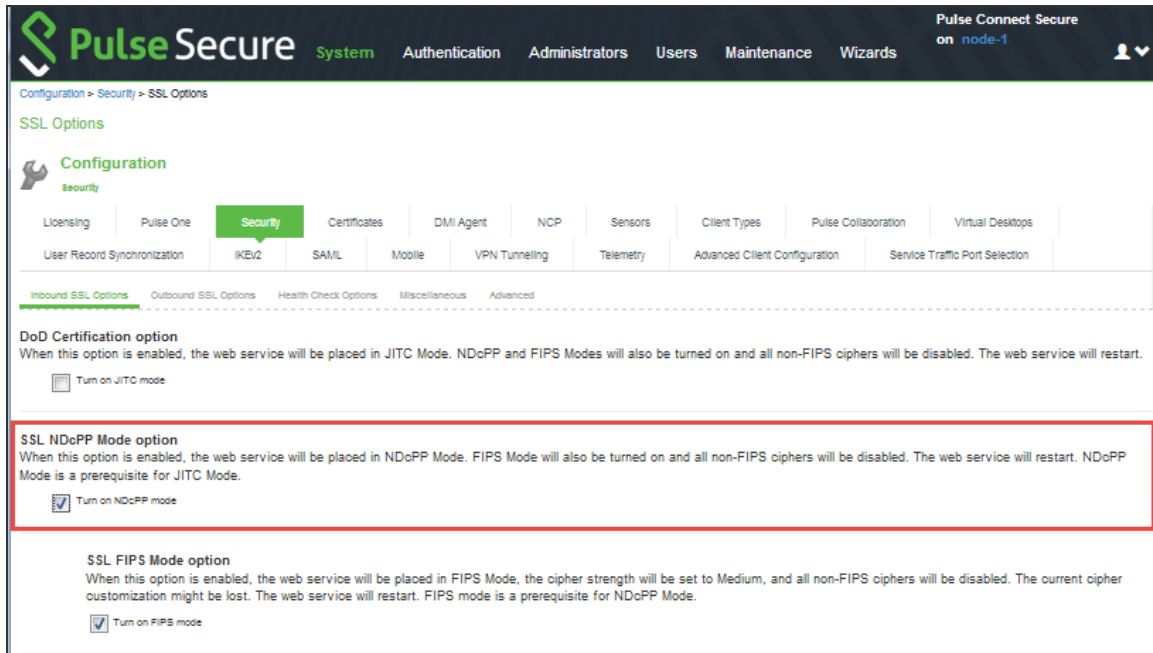 Pulse Secure System Authentication Administrators Users Maintenance Wizards
Pulse Connect Secure
on node-1
Configuration > Security > SSL Options
SSL Options
Configuration
Security
Licensing Pulse One Security Certificates DMI Agent NCP Sensors Client Types Pulse Collaboration Virtual Desktops
User Record Synchronization IKEv2 SAML Mobile VPN Tunneling Telemetry Advanced Client Configuration Service Traffic Port Selection
Inbound SSL Options Outbound SSL Options Health Check Options Miscellaneous Advanced
DoD Certification option
When this option is enabled, the web service will be placed in JITC Mode. NDcPP and FIPS Modes will also be turned on and all non-FIPS ciphers will be disabled. The web service will restart.
Turn on JITC mode
SSL NDcPP Mode option
When this option is enabled, the web service will be placed in NDcPP Mode. FIPS Mode will also be turned on and all non-FIPS ciphers will be disabled. The web service will restart. NDcPP
Mode is a prerequisite for JITC Mode.
Turn on NDcPP mode
SSL FIPS Mode option
When this option is enabled, the web service will be placed in FIPS Mode, the cipher strength will be set to Medium, and all non-FIPS ciphers will be disabled. The current cipher
customization might be lost. The web service will restart. FIPS mode is a prerequisite for NDcPP Mode.
Turn on FIPS mode